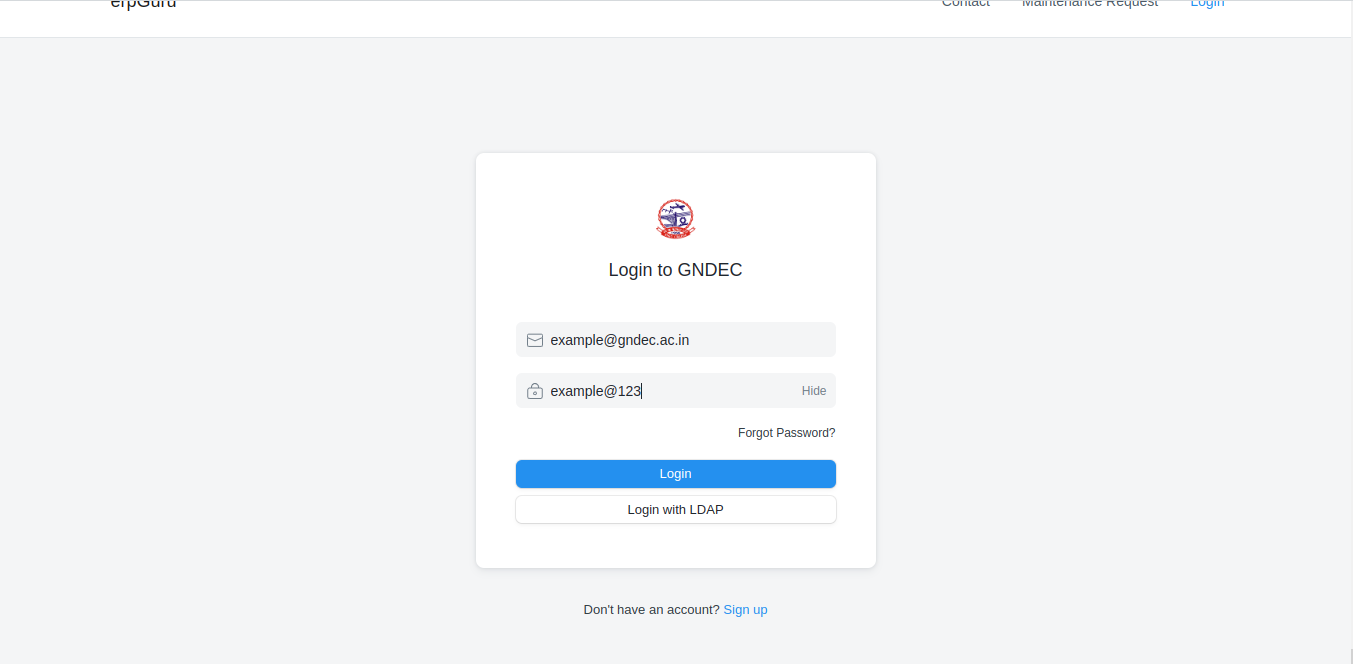 erpGuru Contact Maintenance Request Login
Login to GNDEC
example@gndec.ac.in
example@123 Hide
Forgot Password?
Login
Login with LDAP
Don't have an account? Sign up